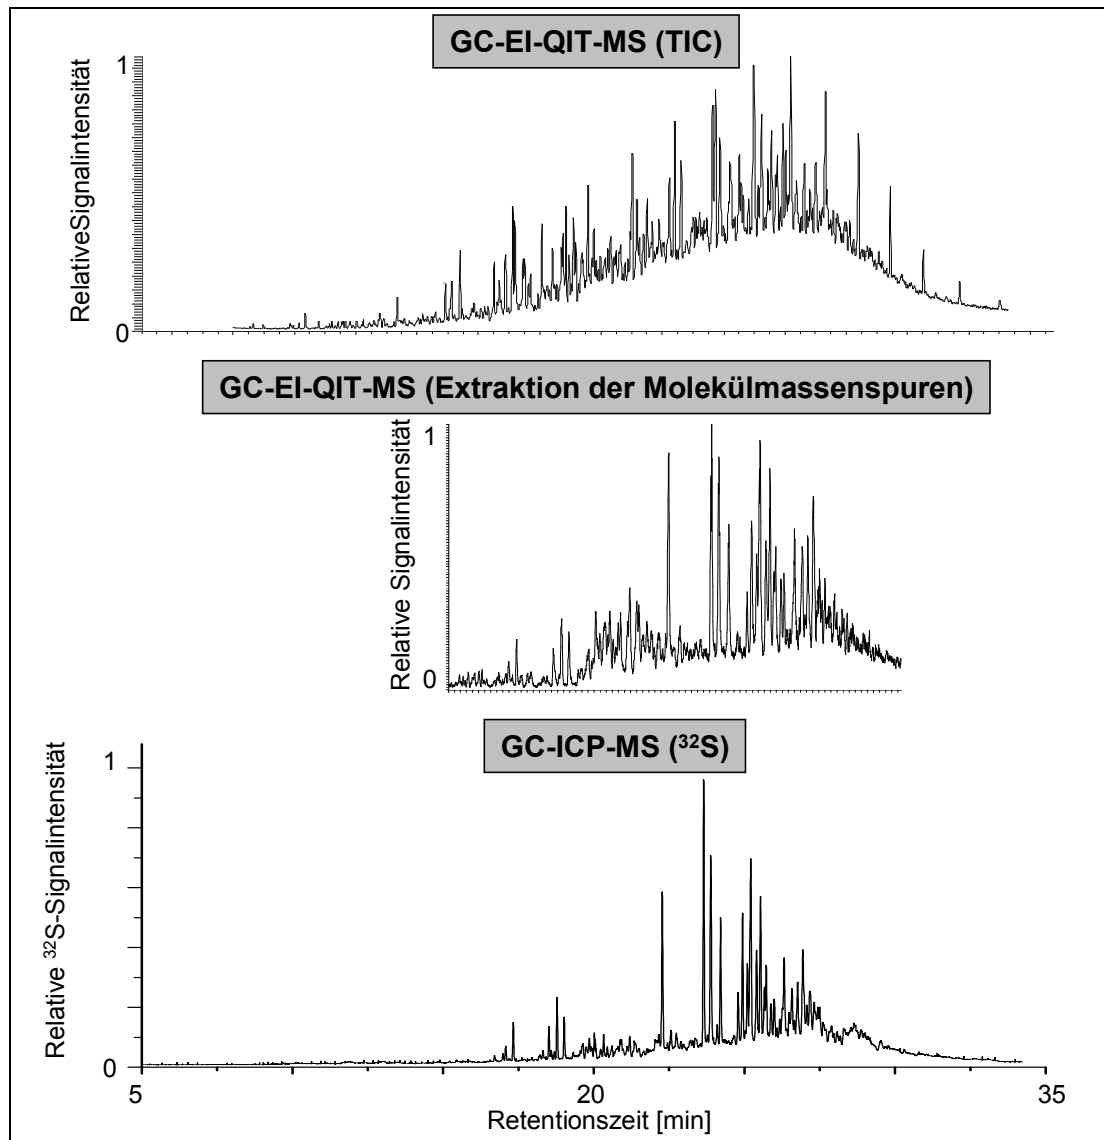 GC-EI-QIT-MS (TIC)
1
RelativeSignalintensität
0
GC-EI-QIT-MS (Extraktion der Molekülmassenspuren)
1
Relative Signalintensität
0
GC-ICP-MS (³²S)
1
Relative ³²S-Signalintensität
0
5
20
35
Retentionszeit [min]